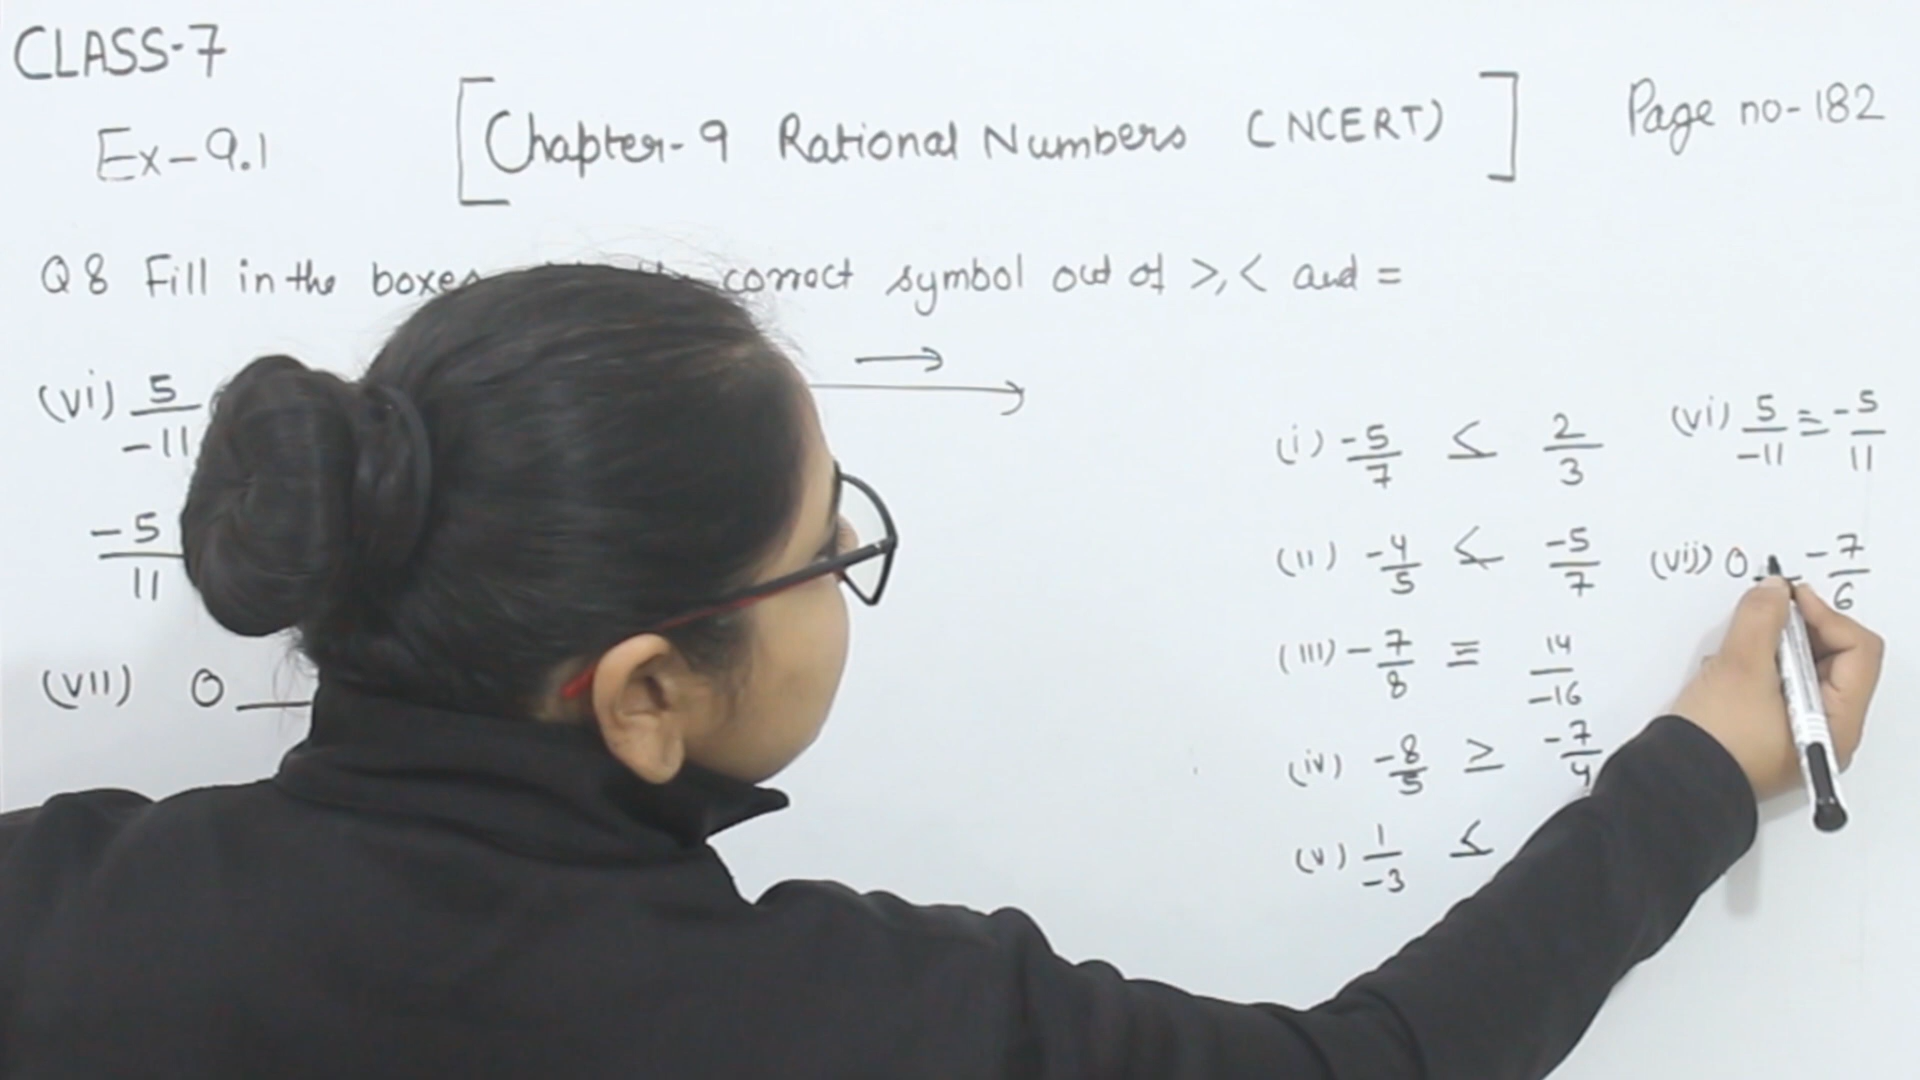 CLASS-7
Ex-9.1
[Chapter-9 Rational Numbers (NCERT)]
Page no-182
Q8 Fill in the boxes correct symbol out of >, < and =
(vi) 5/-11
-5/11
(VII) 0 __
(i) -5/7 < 2/3
(ii) -4/5 < -5/7
(iii) -7/8 = 14/-16
(iv) -8/5 > -7/4
(v) 1/-3 <
(vi) 5/-11 = -5/11
(vii) 0 __ -7/6